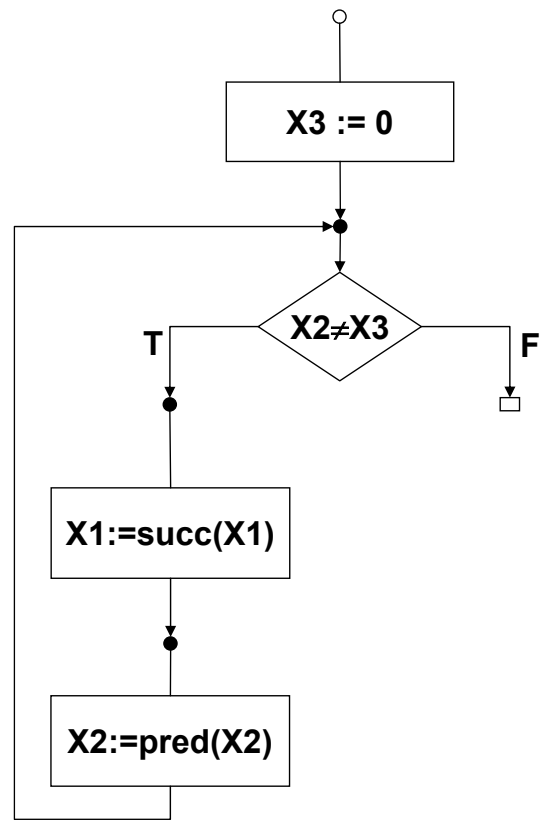 X3 := 0
X2≠X3
T
F
X1:=succ(X1)
X2:=pred(X2)